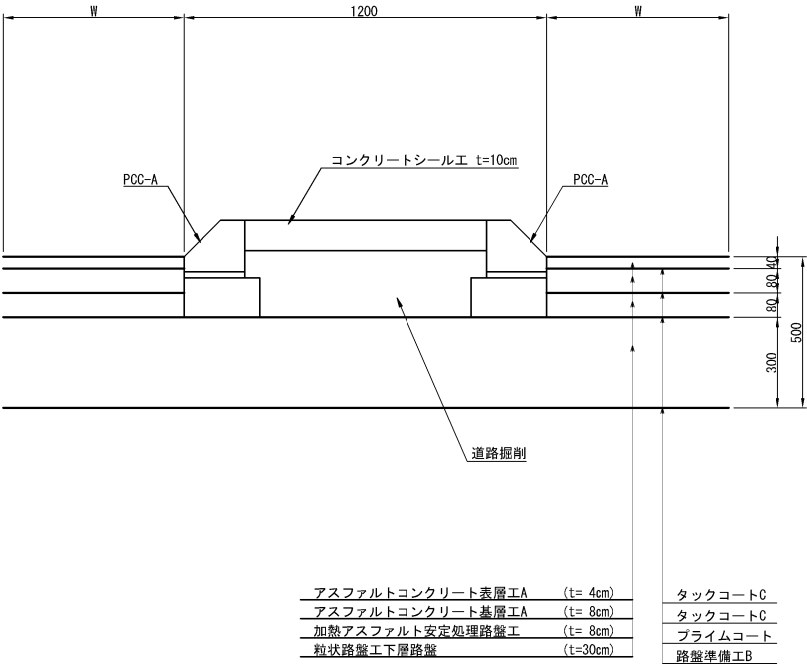 W 1200 W
コンクリートシール工 t=10cm
PCC-A PCC-A
40
80
80
300
500
道路掘削
アスファルトコンクリート表層工A (t= 4cm)
アスファルトコンクリート基層工A (t= 8cm)
加熱アスファルト安定処理路盤工 (t= 8cm)
粒状路盤工下層路盤 (t=30cm)
タックコートC
タックコートC
プライムコート
路盤準備工B